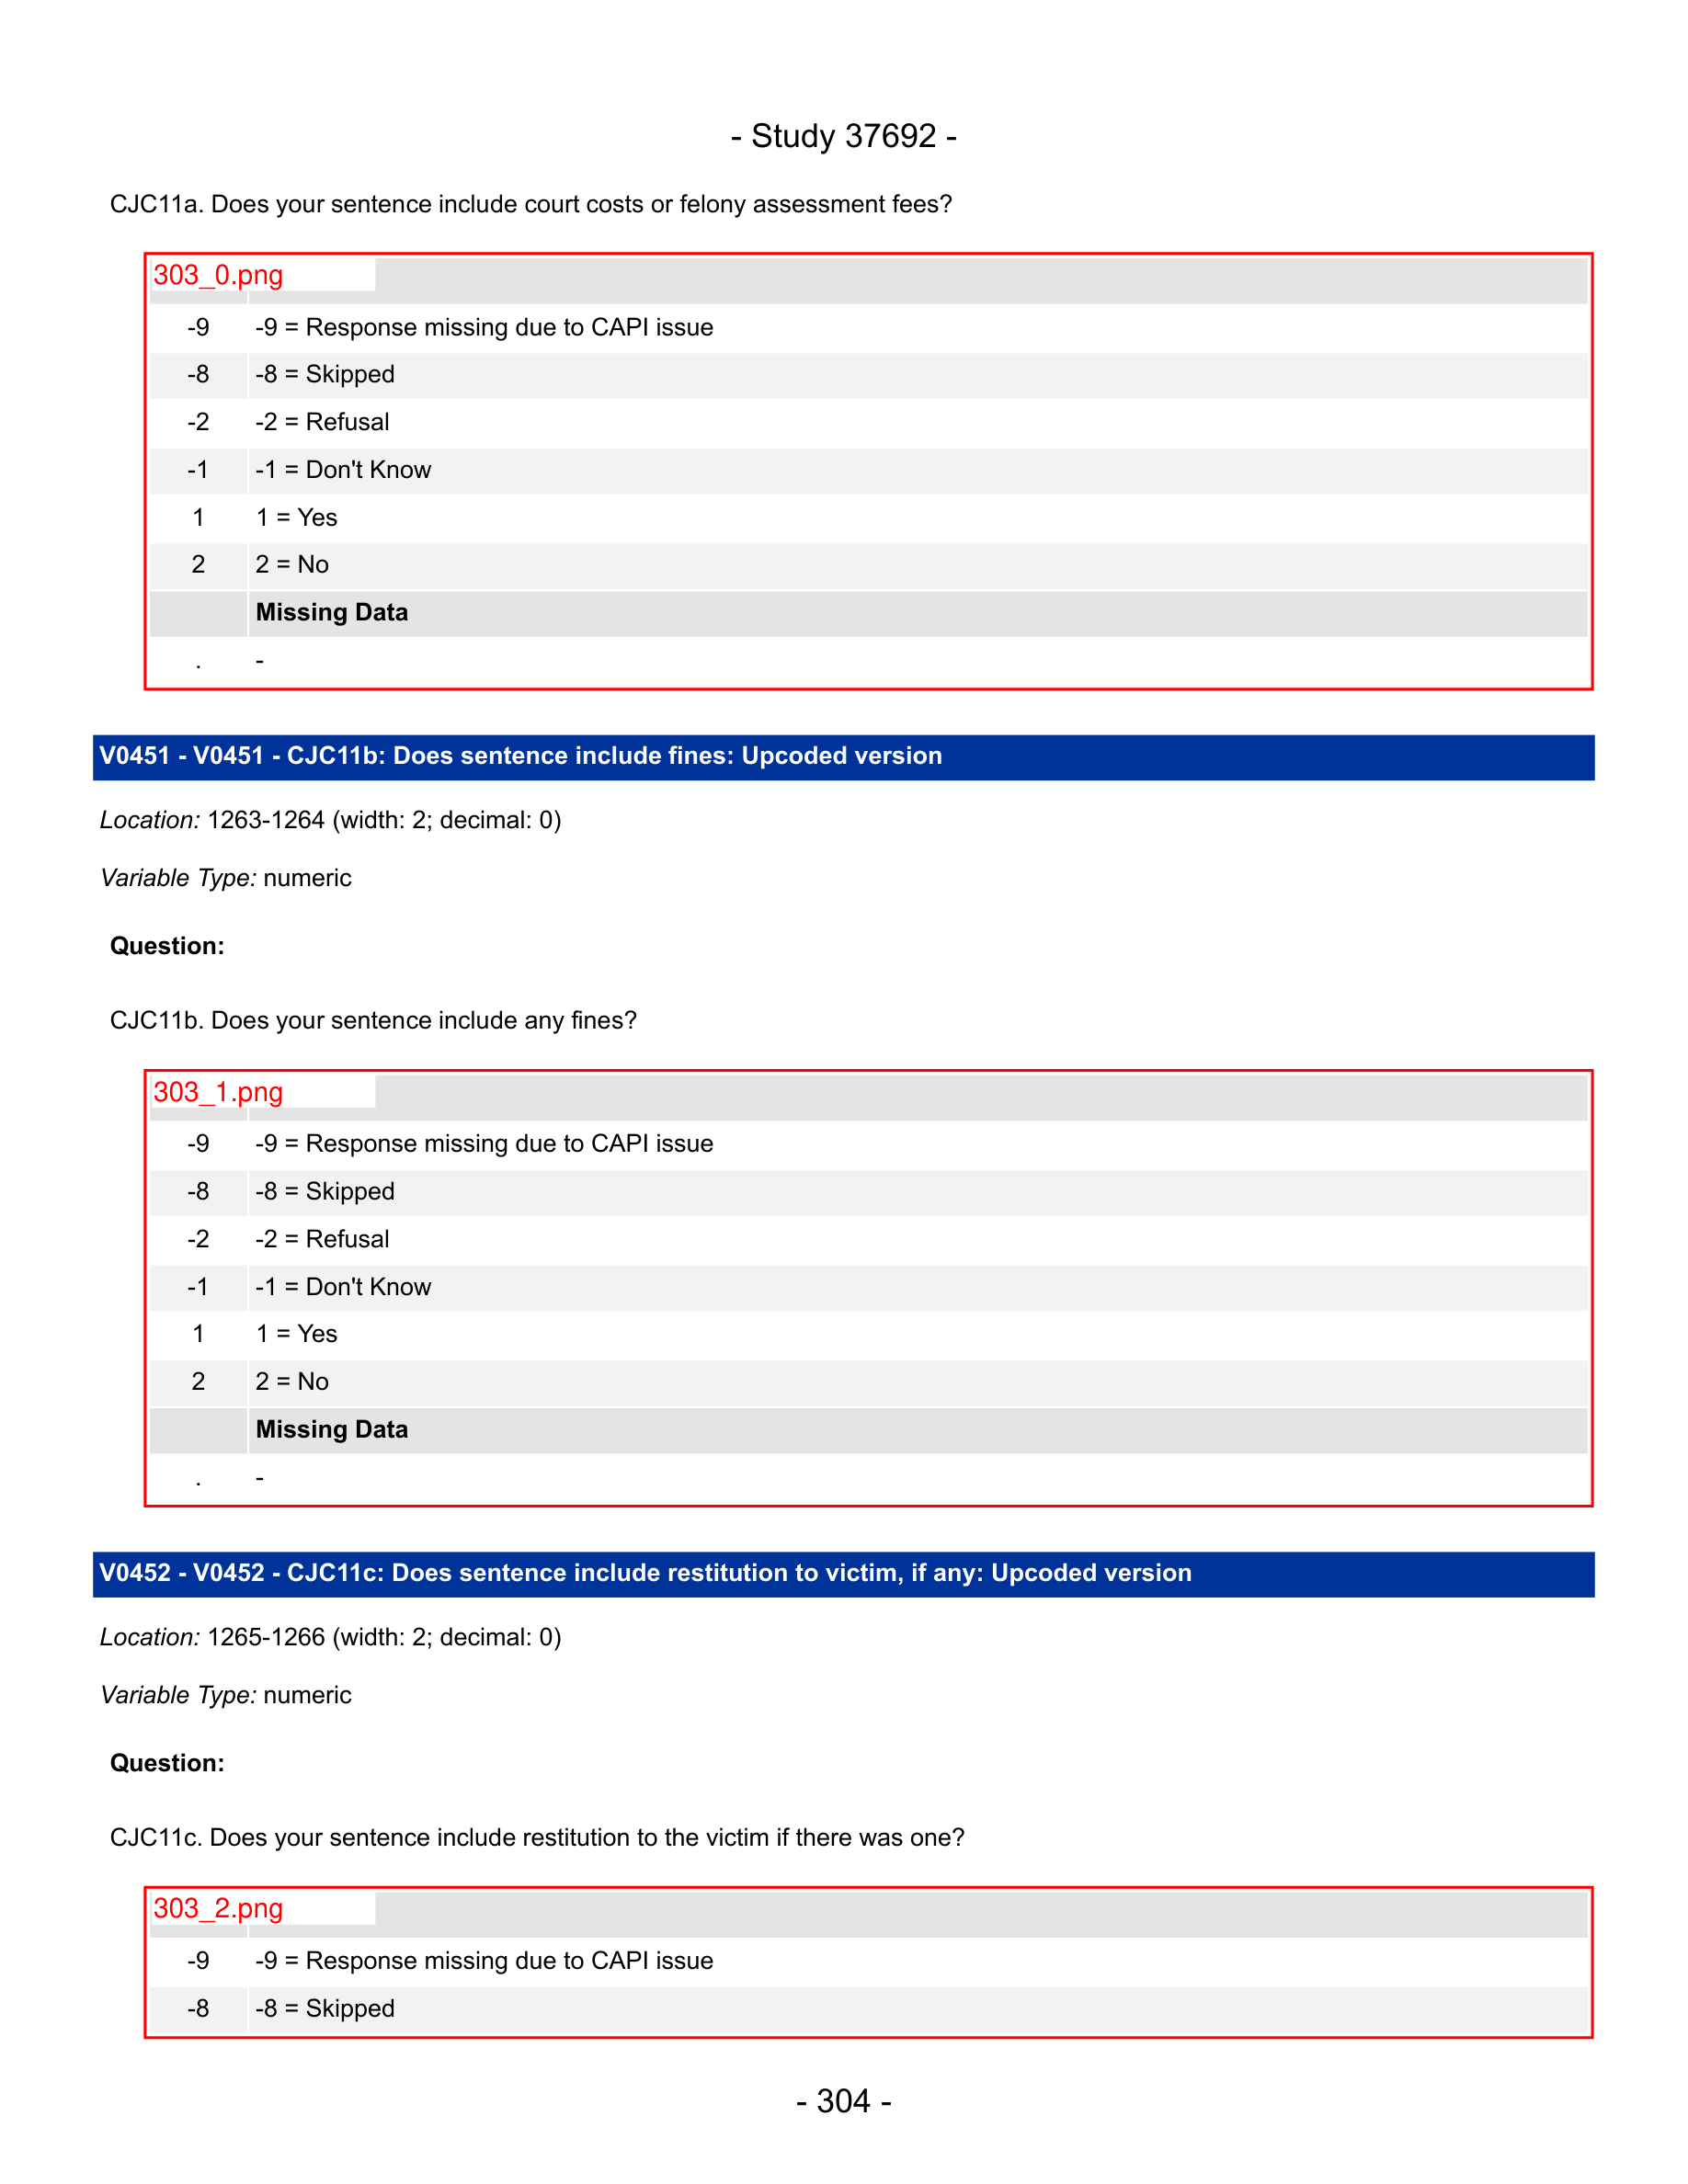 - Study 37692 -
CJC11a. Does your sentence include court costs or felony assessment fees?
303_0.png
-9 -9 = Response missing due to CAPI issue
-8 -8 = Skipped
-2 -2 = Refusal
-1 -1 = Don't Know
1 1 = Yes
2 2 = No
Missing Data
. -
V0451 - V0451 - CJC11b: Does sentence include fines: Upcoded version
Location: 1263-1264 (width: 2; decimal: 0)
Variable Type: numeric
Question:
CJC11b. Does your sentence include any fines?
303_1.png
-9 -9 = Response missing due to CAPI issue
-8 -8 = Skipped
-2 -2 = Refusal
-1 -1 = Don't Know
1 1 = Yes
2 2 = No
Missing Data
. -
V0452 - V0452 - CJC11c: Does sentence include restitution to victim, if any: Upcoded version
Location: 1265-1266 (width: 2; decimal: 0)
Variable Type: numeric
Question:
CJC11c. Does your sentence include restitution to the victim if there was one?
303_2.png
-9 -9 = Response missing due to CAPI issue
-8 -8 = Skipped
- 304 -